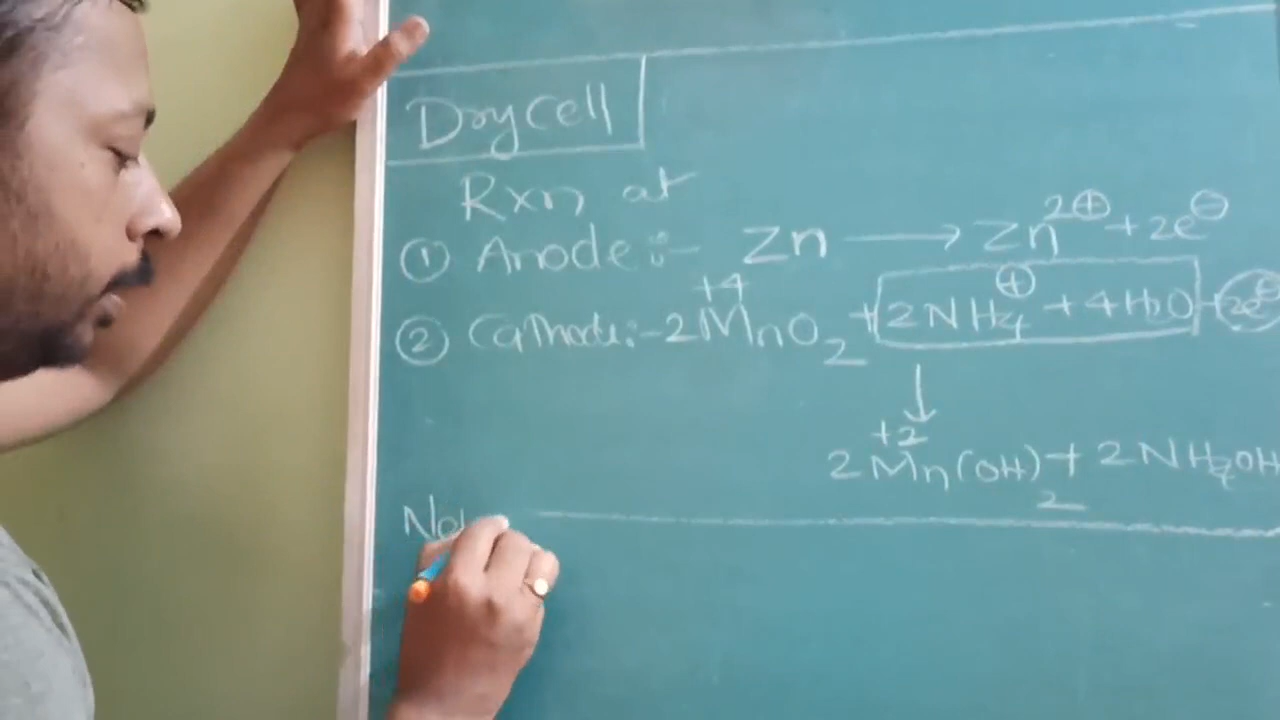 Dry Cell
Rxn at
① Anode :- Zn ⟶ Zn²⊕ + 2e⊖
+4
② Cathode :- 2MnO₂ + 2NH₄⊕ + 4H₂O + 2e⊖
↓
+2
2Mn(OH)₂ + 2NH₄OH